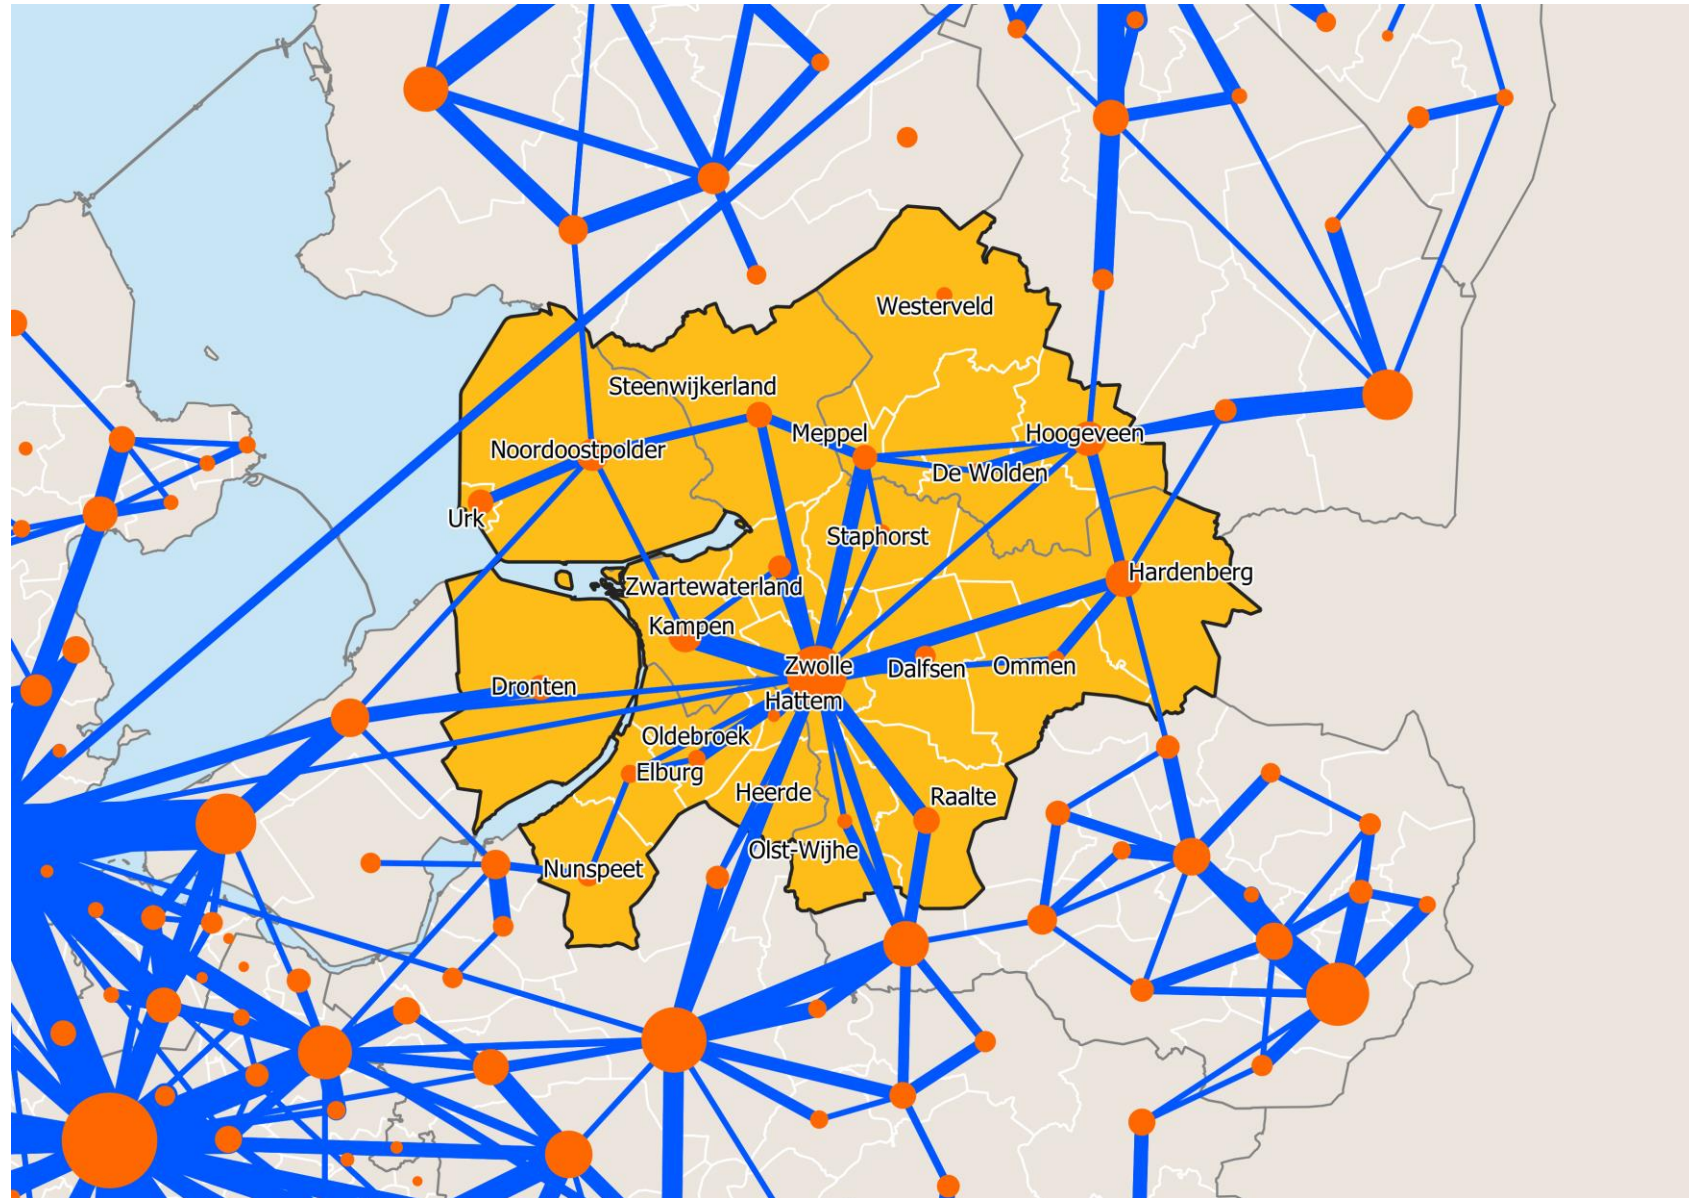 Westerveld
Steenwijkerland
Meppel
Hoogeveen
Noordoostpolder
De Wolden
Urk
Staphorst
Hardenberg
Zwartewaterland
Kampen
Zwolle
Dalfsen
Ommen
Dronten
Hattem
Oldebroek
Elburg
Heerde
Raalte
Olst-Wijhe
Nunspeet